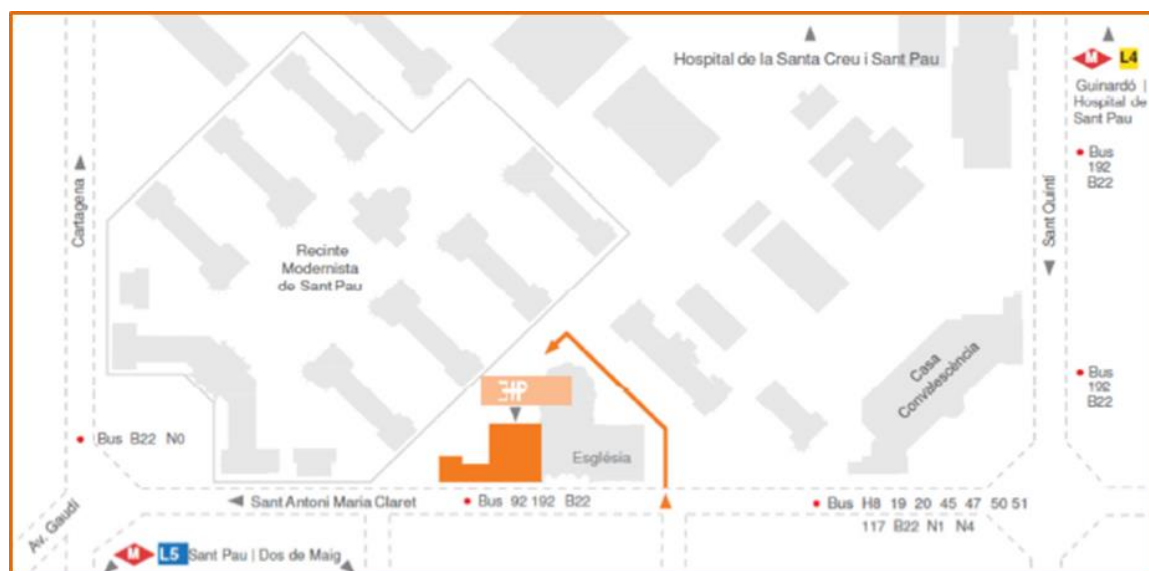 Hospital de la Santa Creu i Sant Pau
M L4
Guinardó |
Hospital de
Sant Pau
Bus
192
B22
Cartagena
Sant Quintí
Recinte
Modernista
de Sant Pau
Casa
Convalescència
Bus
192
B22
Bus B22 N0
Església
Sant Antoni Maria Claret
Bus 92 192 B22
Bus H8 19 20 45 47 50 51
117 B22 N1 N4
Av. Gaudí
M L5 Sant Pau | Dos de Maig